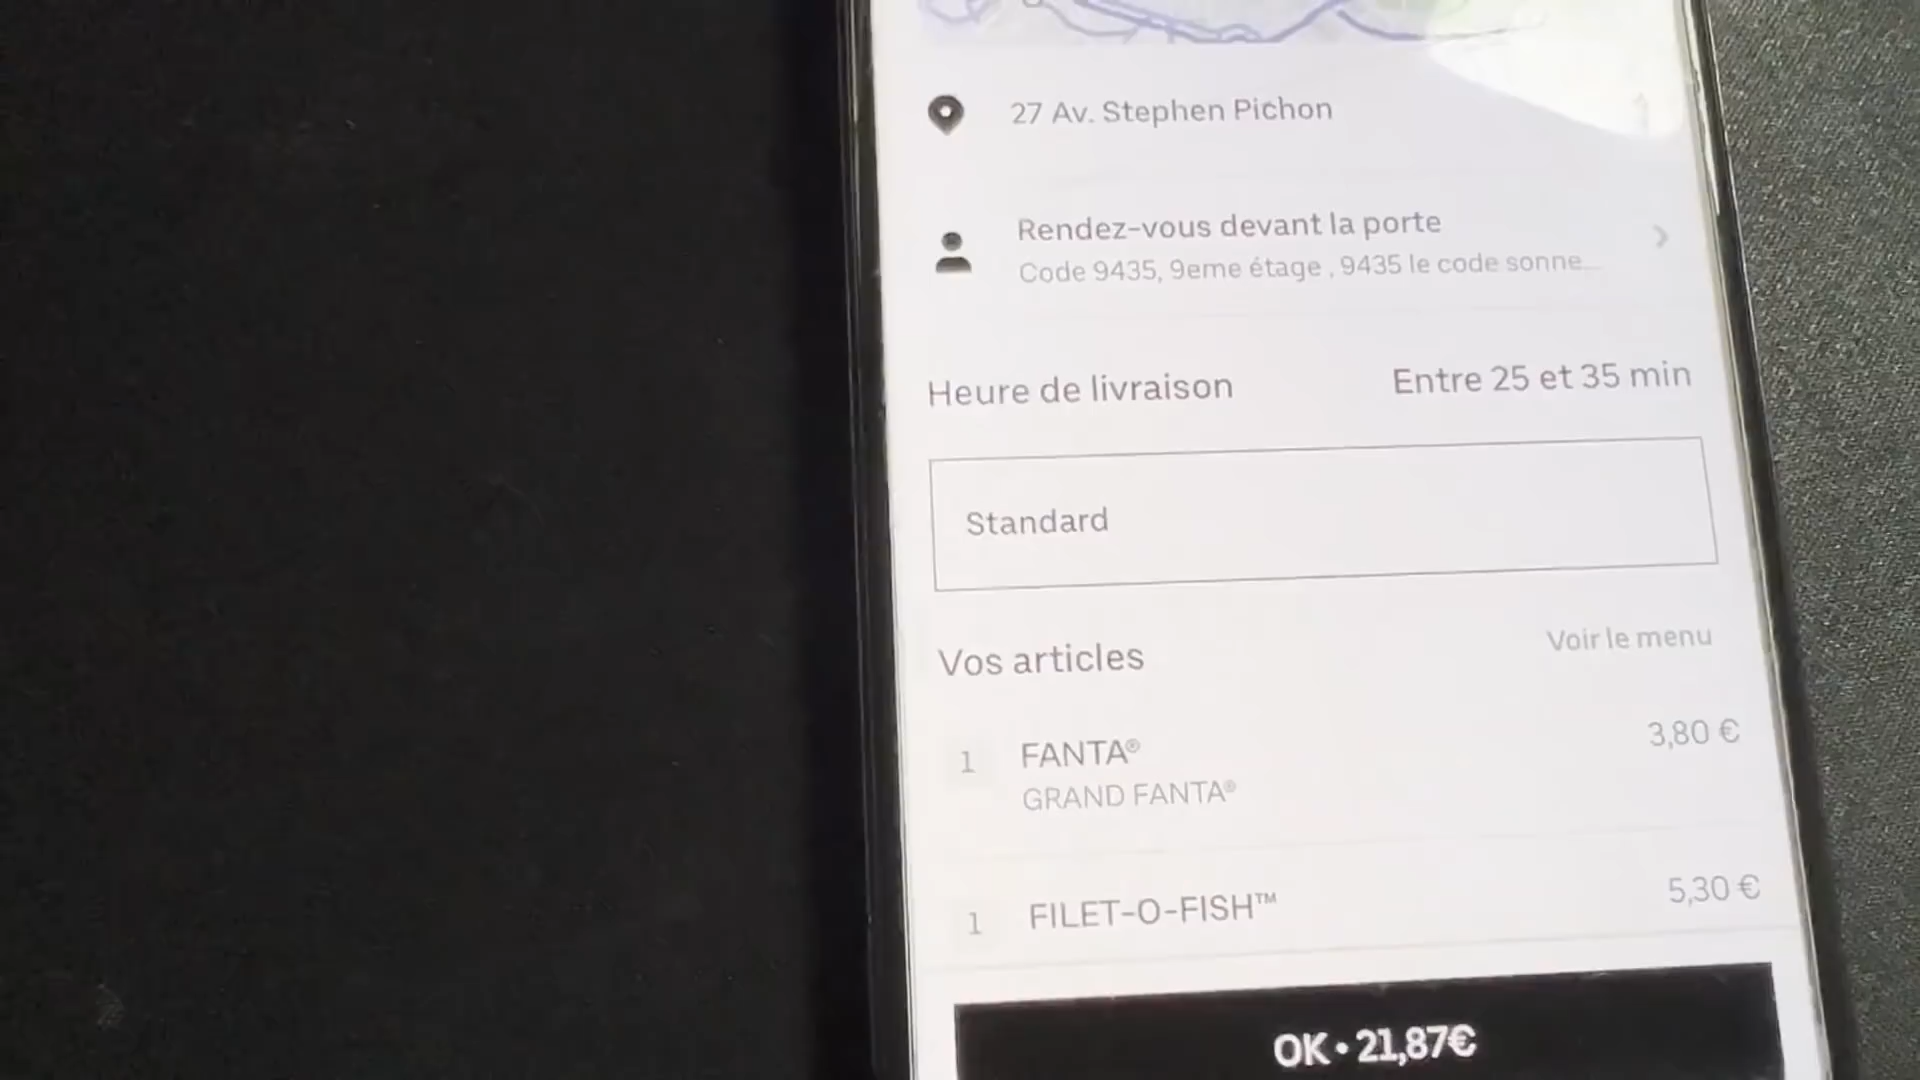 27 Av. Stephen Pichon
Rendez-vous devant la porte
Code 9435, 9eme étage , 9435 le code sonne...
Heure de livraison Entre 25 et 35 min
Standard
Vos articles Voir le menu
1 FANTA® 3,80 €
GRAND FANTA®
1 FILET-O-FISH™ 5,30 €
OK • 21,87€